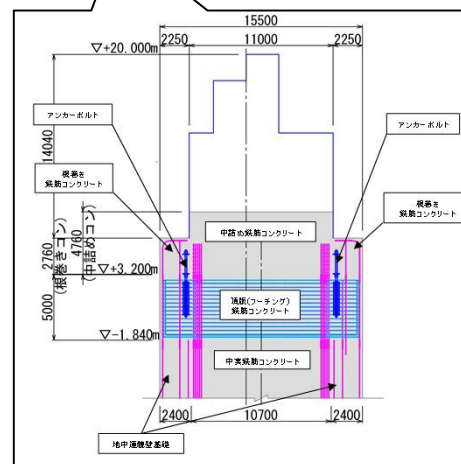 15500
2250 11000 2250
▽+20.000m
アンカーボルト
アンカーボルト
14040
根巻き
鉄筋コンクリート
根巻き
鉄筋コンクリート
中詰め鉄筋コンクリート
4760
(中詰めコン)
2760
(根巻きコン)
▽+3.200m
頂版(フーチング)
鉄筋コンクリート
5000
▽-1.840m
中実鉄筋コンクリート
2400 10700 2400
地中連続壁基礎